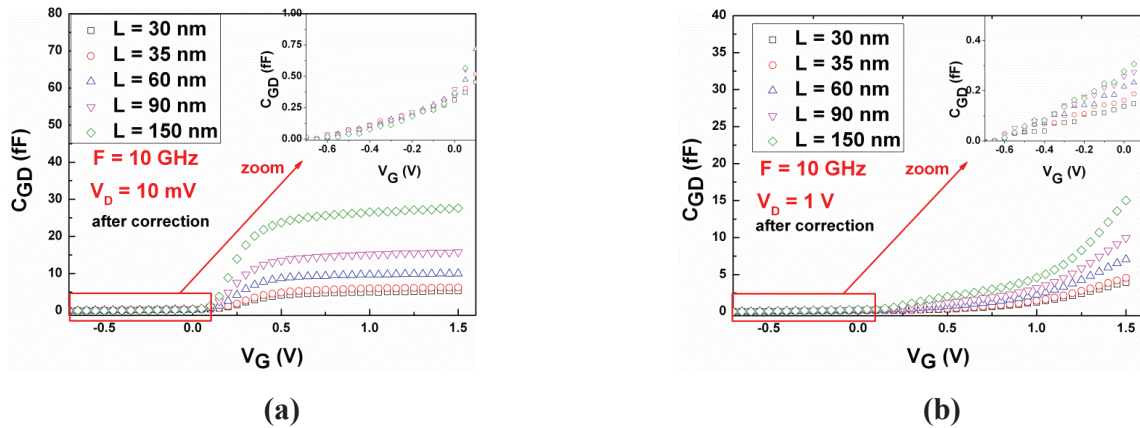 80
70
60
50
40
30
20
10
0
C_GD (fF)
L = 30 nm
L = 35 nm
L = 60 nm
L = 90 nm
L = 150 nm
F = 10 GHz
V_D = 10 mV
after correction
zoom
1.00
0.75
0.50
0.25
0.00
C_GD (fF)
-0.6 -0.4 -0.2 0.0
V_G (V)
-0.5 0.0 0.5 1.0 1.5
V_G (V)
(a)
40
35
30
25
20
15
10
5
0
C_GD (fF)
L = 30 nm
L = 35 nm
L = 60 nm
L = 90 nm
L = 150 nm
F = 10 GHz
V_D = 1 V
after correction
zoom
0.4
0.2
0.0
C_GD (fF)
-0.6 -0.4 -0.2 0.0
V_G (V)
-0.5 0.0 0.5 1.0 1.5
V_G (V)
(b)